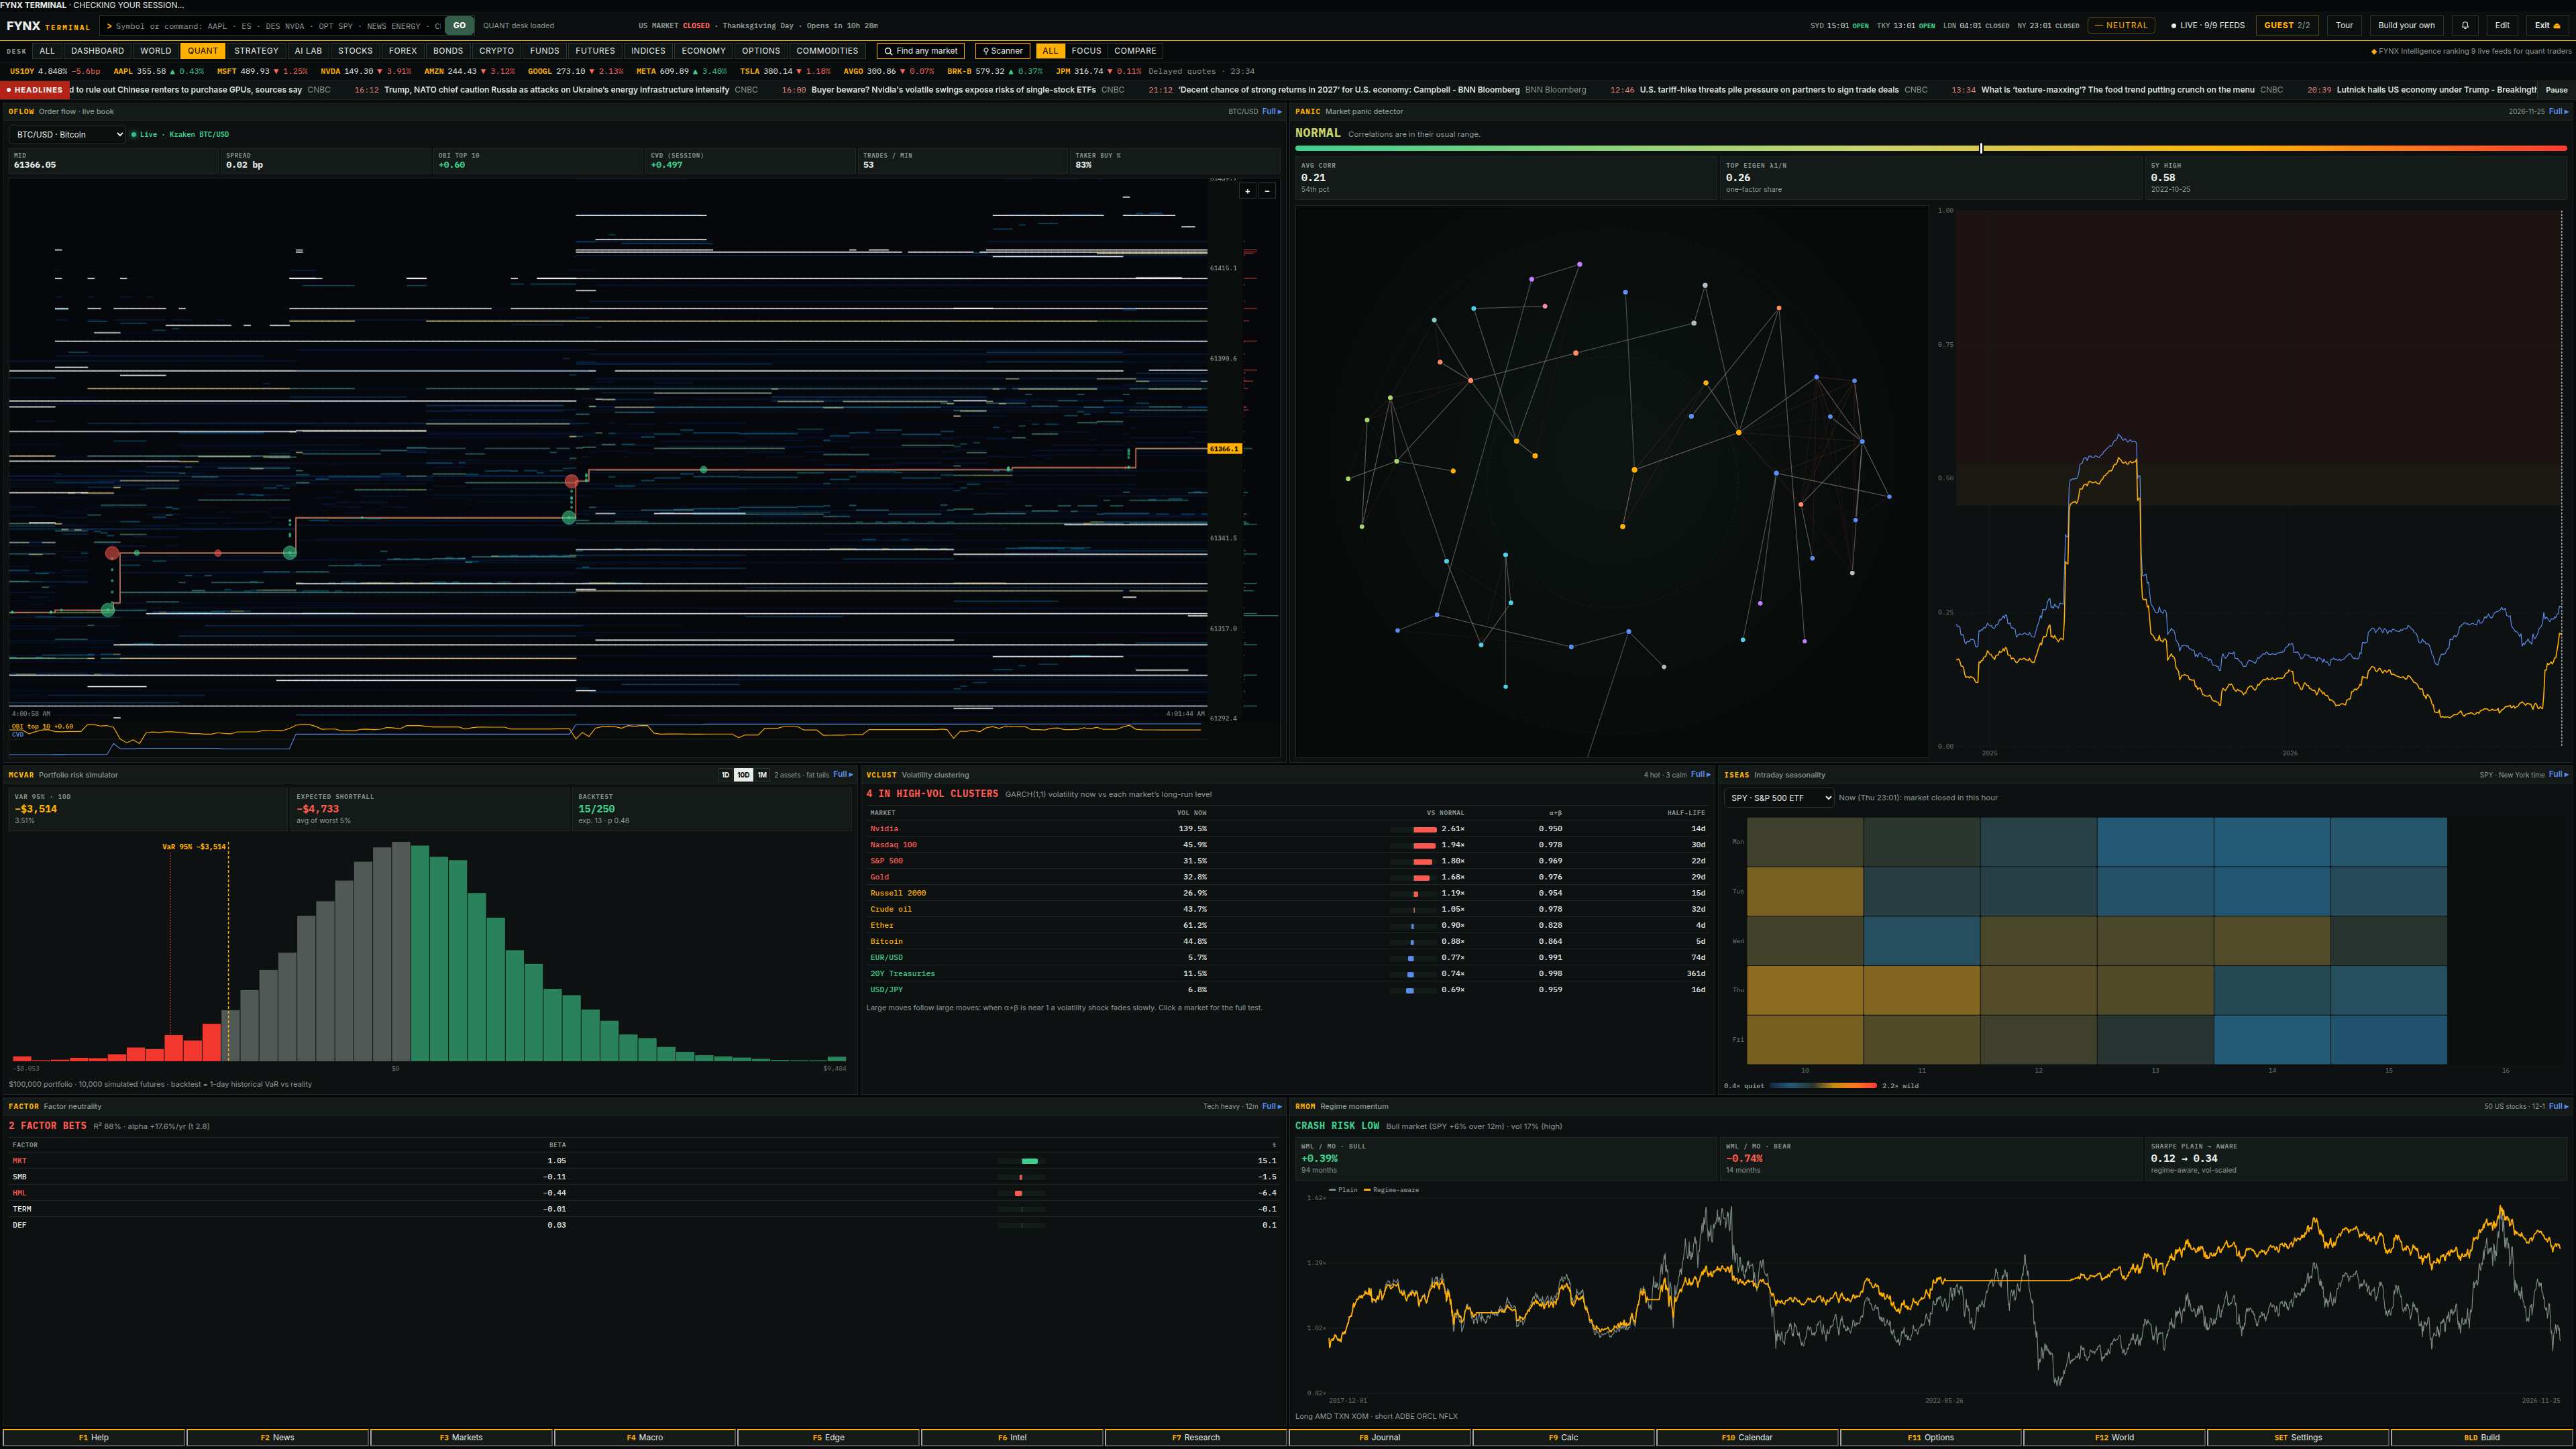 FYNX TERMINAL · CHECKING YOUR SESSION...
FYNX TERMINAL > Symbol or command: AAPL · ES · DES NVDA · OPT SPY · NEWS ENERGY · GO QUANT desk loaded US MARKET CLOSED · Thanksgiving Day · Opens in 10h 28m SYD 15:01 OPEN TKY 13:01 OPEN LDN 04:01 CLOSED NY 23:01 CLOSED — NEUTRAL ● LIVE · 9/9 FEEDS GUEST 2/2 Tour Build your own Edit Exit
DESK ALL DASHBOARD WORLD QUANT STRATEGY AI LAB STOCKS FOREX BONDS CRYPTO FUNDS FUTURES INDICES ECONOMY OPTIONS COMMODITIES Find any market Scanner ALL FOCUS COMPARE ◆ FYNX Intelligence ranking 9 live feeds for quant traders
US10Y 4.848% −5.6bp AAPL 355.58 ▲ 0.43% MSFT 489.93 ▼ 1.25% NVDA 149.30 ▼ 3.91% AMZN 244.43 ▼ 3.12% GOOGL 273.10 ▼ 2.13% META 609.89 ▲ 3.40% TSLA 380.14 ▼ 1.18% AVGO 300.86 ▼ 0.07% BRK-B 579.32 ▲ 0.37% JPM 316.74 ▼ 0.11% Delayed quotes · 23:34
● HEADLINES d to rule out Chinese renters to purchase GPUs, sources say CNBC 16:12 Trump, NATO chief caution Russia as attacks on Ukraine's energy infrastructure intensify CNBC 16:00 Buyer beware? Nvidia's volatile swings expose risks of single-stock ETFs CNBC 21:12 ‘Decent chance of strong returns in 2027’ for U.S. economy: Campbell - BNN Bloomberg BNN Bloomberg 12:46 U.S. tariff-hike threats pile pressure on partners to sign trade deals CNBC 13:34 What is ‘texture-maxxing’? The food trend putting crunch on the menu CNBC 20:39 Lutnick hails US economy under Trump - Breakingth Pause
OFLOW Order flow · live book BTC/USD Full ▸
BTC/USD · Bitcoin ● Live · Kraken BTC/USD
MID SPREAD OBI TOP 10 CVD (SESSION) TRADES / MIN TAKER BUY %
61366.05 0.02 bp +0.60 +0.497 53 83%
+ −
61415.1
61390.6
61366.1
61341.5
61317.0
61292.4
4:00:58 AM 4:01:44 AM
OBI top 10 +0.60
CVD
PANIC Market panic detector 2026-11-25 Full ▸
NORMAL Correlations are in their usual range.
AVG CORR TOP EIGEN λ1/N 5Y HIGH
0.21 0.26 0.58
54th pct one-factor share 2022-10-25
1.00
0.75
0.50
0.25
0.00
2025 2026
MCVAR Portfolio risk simulator 1D 10D 1M 2 assets · fat tails Full ▸
VAR 95% · 10D EXPECTED SHORTFALL BACKTEST
−$3,514 −$4,733 15/250
3.51% avg of worst 5% exp. 13 · p 0.48
VaR 95% −$3,514
−$8,053 $0 $9,484
$100,000 portfolio · 10,000 simulated futures · backtest = 1-day historical VaR vs reality
VCLUST Volatility clustering 4 hot · 3 calm Full ▸
4 IN HIGH-VOL CLUSTERS GARCH(1,1) volatility now vs each market's long-run level
MARKET VOL NOW VS NORMAL α+β HALF-LIFE
Nvidia 139.5% 2.61× 0.950 14d
Nasdaq 100 45.9% 1.94× 0.978 30d
S&P 500 31.5% 1.80× 0.969 22d
Gold 32.8% 1.68× 0.976 29d
Russell 2000 26.9% 1.19× 0.954 15d
Crude oil 43.7% 1.05× 0.978 32d
Ether 61.2% 0.90× 0.828 4d
Bitcoin 44.8% 0.88× 0.864 5d
EUR/USD 5.7% 0.77× 0.991 74d
20Y Treasuries 11.5% 0.74× 0.998 361d
USD/JPY 6.8% 0.69× 0.959 16d
Large moves follow large moves: when α+β is near 1 a volatility shock fades slowly. Click a market for the full test.
ISEAS Intraday seasonality SPY · New York time Full ▸
SPY · S&P 500 ETF Now (Thu 23:01): market closed in this hour
Mon
Tue
Wed
Thu
Fri
10 11 12 13 14 15 16
0.4× quiet 2.2× wild
FACTOR Factor neutrality Tech heavy · 12m Full ▸
2 FACTOR BETS R² 88% · alpha +17.6%/yr (t 2.8)
FACTOR BETA t
MKT 1.05 15.1
SMB −0.11 −1.5
HML −0.44 −6.4
TERM −0.01 −0.1
DEF 0.03 0.1
RMOM Regime momentum 50 US stocks · 12-1 Full ▸
CRASH RISK LOW Bull market (SPY +6% over 12m) · vol 17% (high)
WML / MO · BULL WML / MO · BEAR SHARPE PLAIN → AWARE
+0.39% −0.74% 0.12 → 0.34
94 months 14 months regime-aware, vol-scaled
Plain Regime-aware
1.62×
1.29×
1.02×
0.82×
2017-12-01 2022-05-26 2026-11-25
Long AMD TXN XOM · short ADBE ORCL NFLX
F1 Help F2 News F3 Markets F4 Macro F5 Edge F6 Intel F7 Research F8 Journal F9 Calc F10 Calendar F11 Options F12 World SET Settings BLD Build